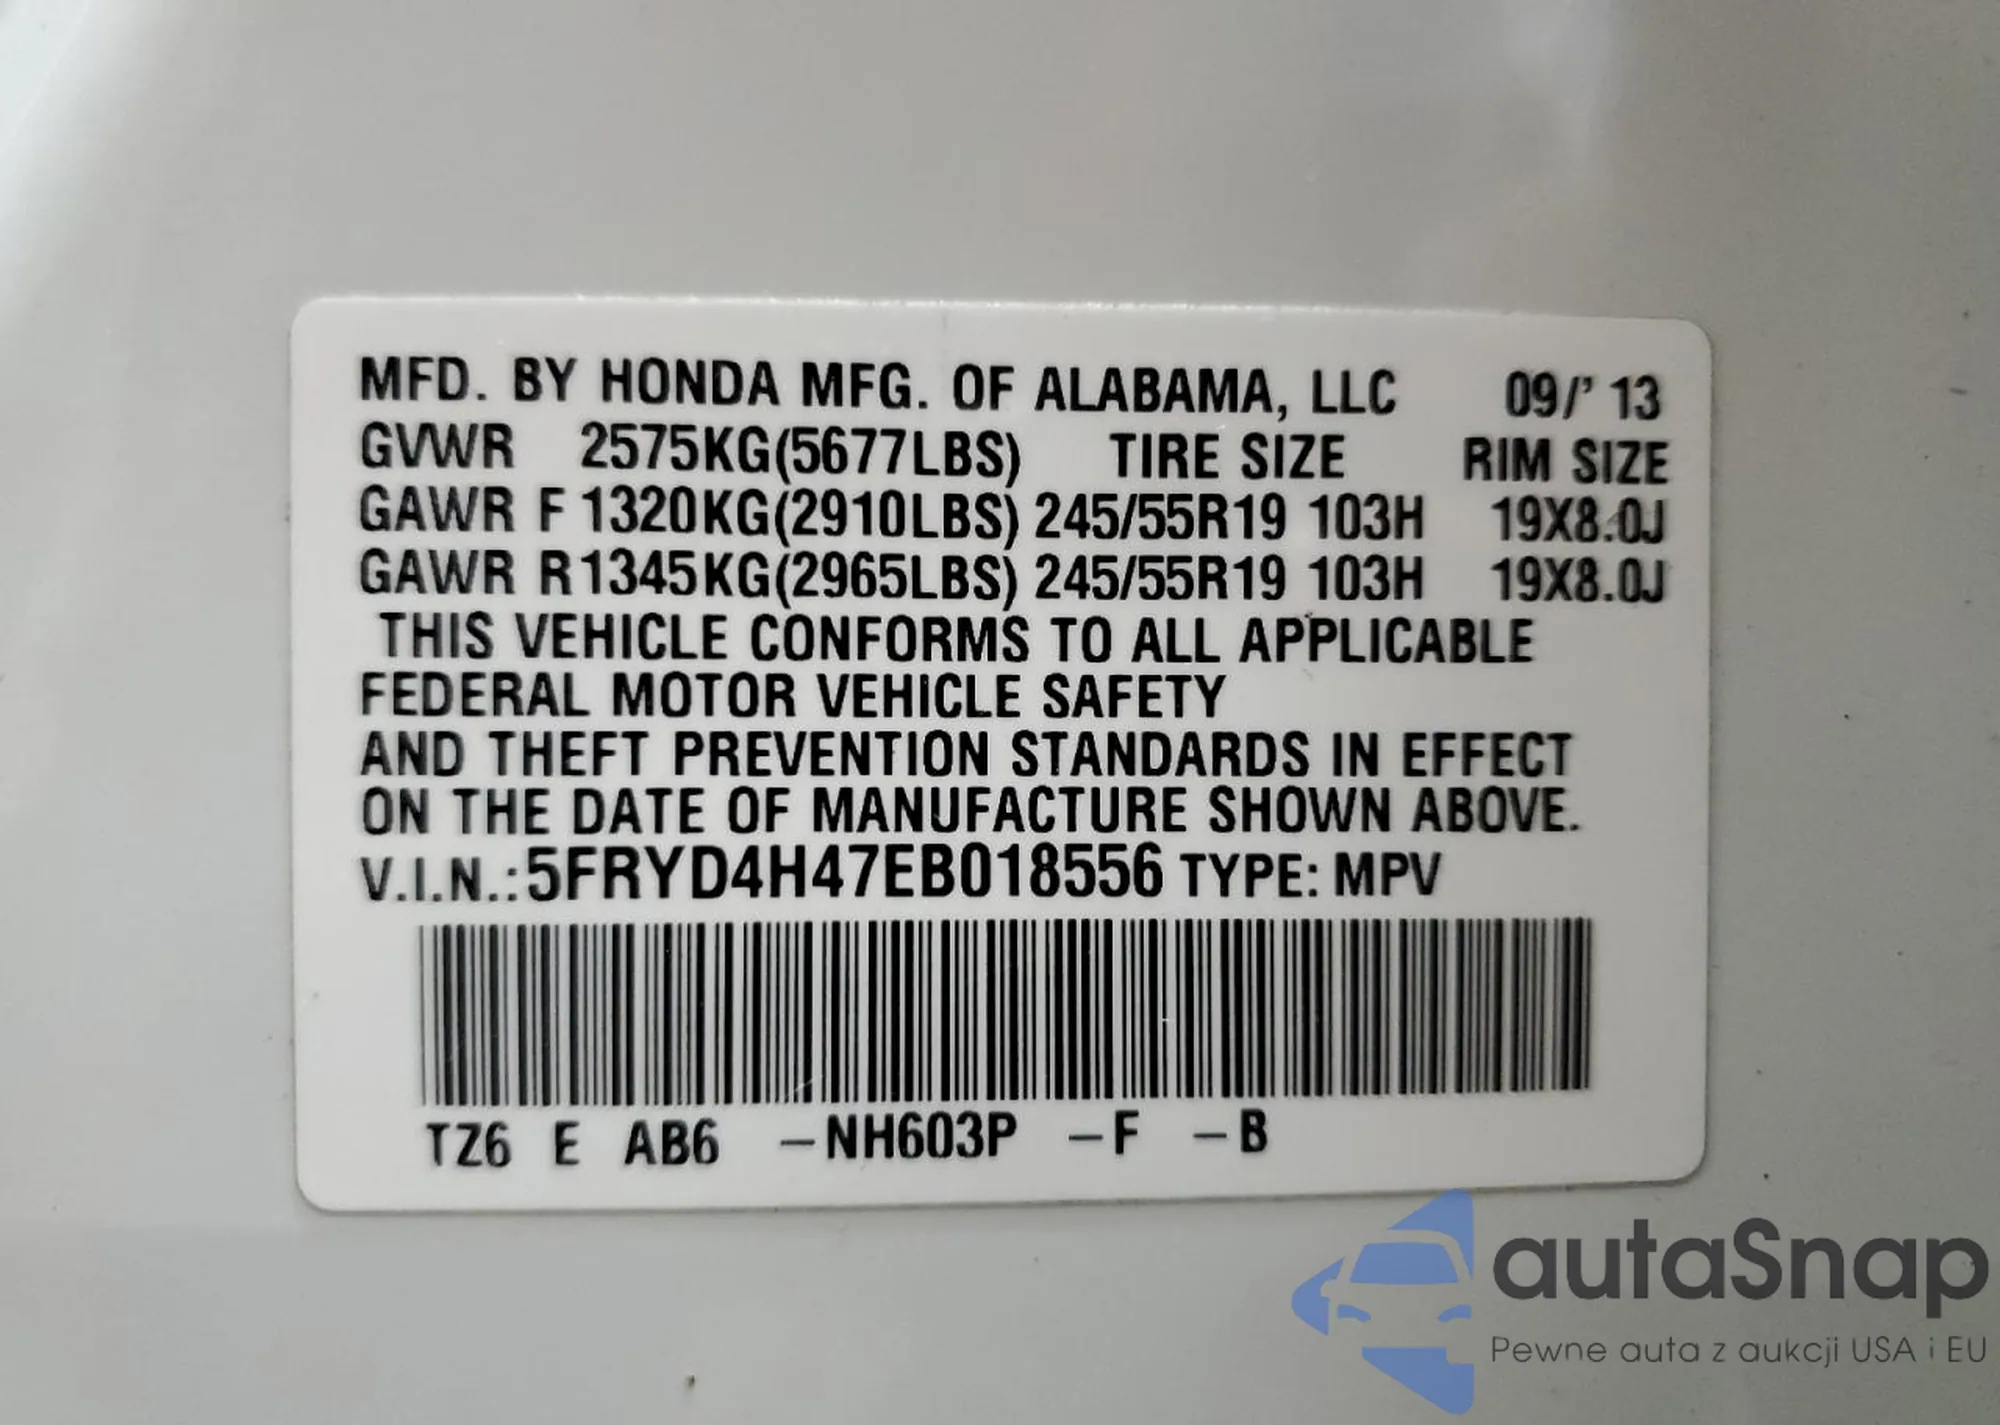 MFD. BY HONDA MFG. OF ALABAMA, LLC 09/' 13
GVWR 2575KG(5677LBS) TIRE SIZE RIM SIZE
GAWR F 1320KG(2910LBS) 245/55R19 103H 19X8.0J
GAWR R 1345KG(2965LBS) 245/55R19 103H 19X8.0J
THIS VEHICLE CONFORMS TO ALL APPLICABLE
FEDERAL MOTOR VEHICLE SAFETY
AND THEFT PREVENTION STANDARDS IN EFFECT
ON THE DATE OF MANUFACTURE SHOWN ABOVE.
V.I.N.: 5FRYD4H47EB018556 TYPE: MPV
TZ6 E AB6 –NH603P –F –B
autaSnap
Pewne auta z aukcji USA i EU